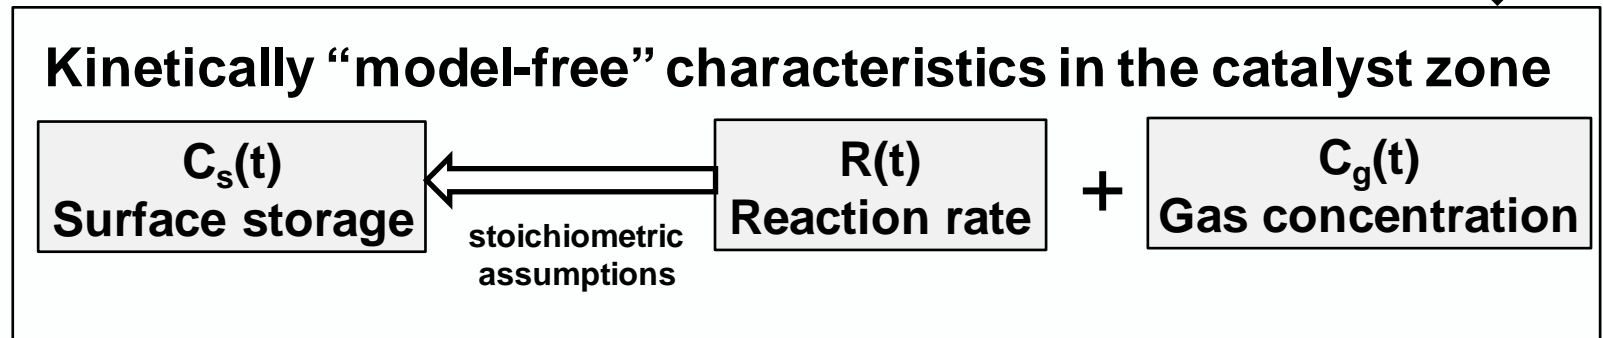 Kinetically “model-free” characteristics in the catalyst zone
Cs(t)
Surface storage
stoichiometric
assumptions
R(t)
Reaction rate
+
Cg(t)
Gas concentration